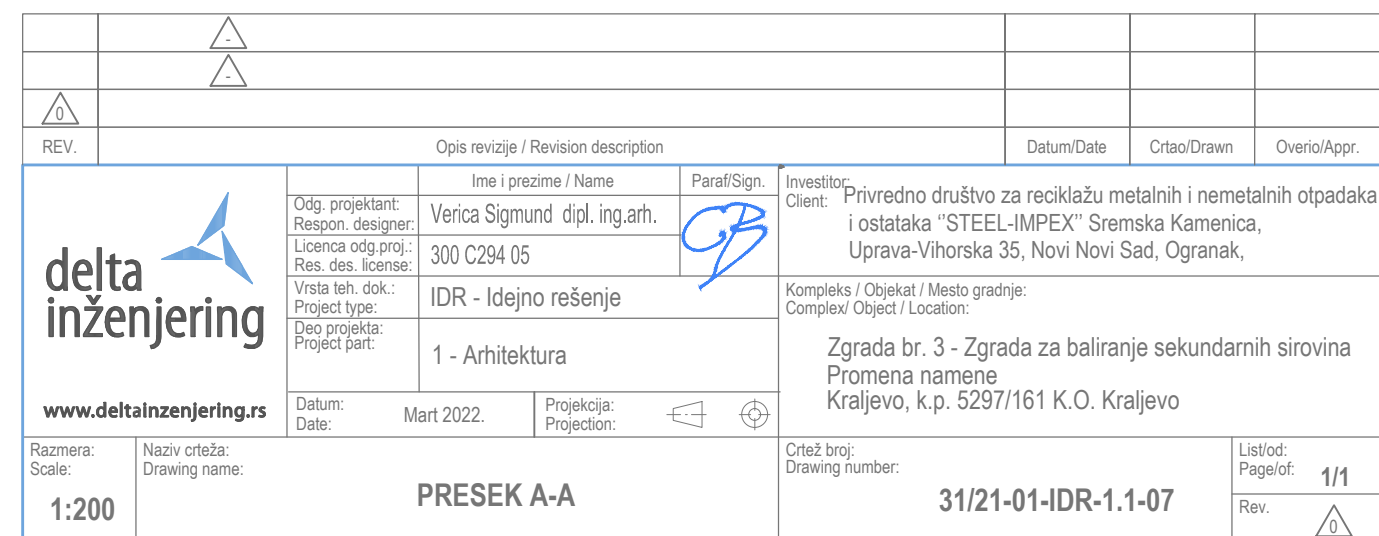 -
-
0
REV. Opis revizije / Revision description Datum/Date Crtao/Drawn Overio/Appr.
delta
inženjering
www.deltainzenjering.rs
Ime i prezime / Name Paraf/Sign.
Odg. projektant:
Respon. designer:
Verica Sigmund dipl. ing.arh.
Licenca odg.proj.:
Res. des. license:
300 C294 05
Vrsta teh. dok.:
Project type:
IDR - Idejno rešenje
Deo projekta:
Project part:
1 - Arhitektura
Datum:
Date:
Mart 2022.
Projekcija:
Projection:
Investitor:
Client:
Privredno društvo za reciklažu metalnih i nemetalnih otpadaka
i ostataka ‘’STEEL-IMPEX’’ Sremska Kamenica,
Uprava-Vihorska 35, Novi Novi Sad, Ogranak,
Kompleks / Objekat / Mesto gradnje:
Complex/ Object / Location:
Zgrada br. 3 - Zgrada za baliranje sekundarnih sirovina
Promena namene
Kraljevo, k.p. 5297/161 K.O. Kraljevo
Razmera:
Scale:
1:200
Naziv crteža:
Drawing name:
PRESEK A-A
Crtež broj:
Drawing number:
31/21-01-IDR-1.1-07
List/od:
Page/of:
1/1
Rev.
0